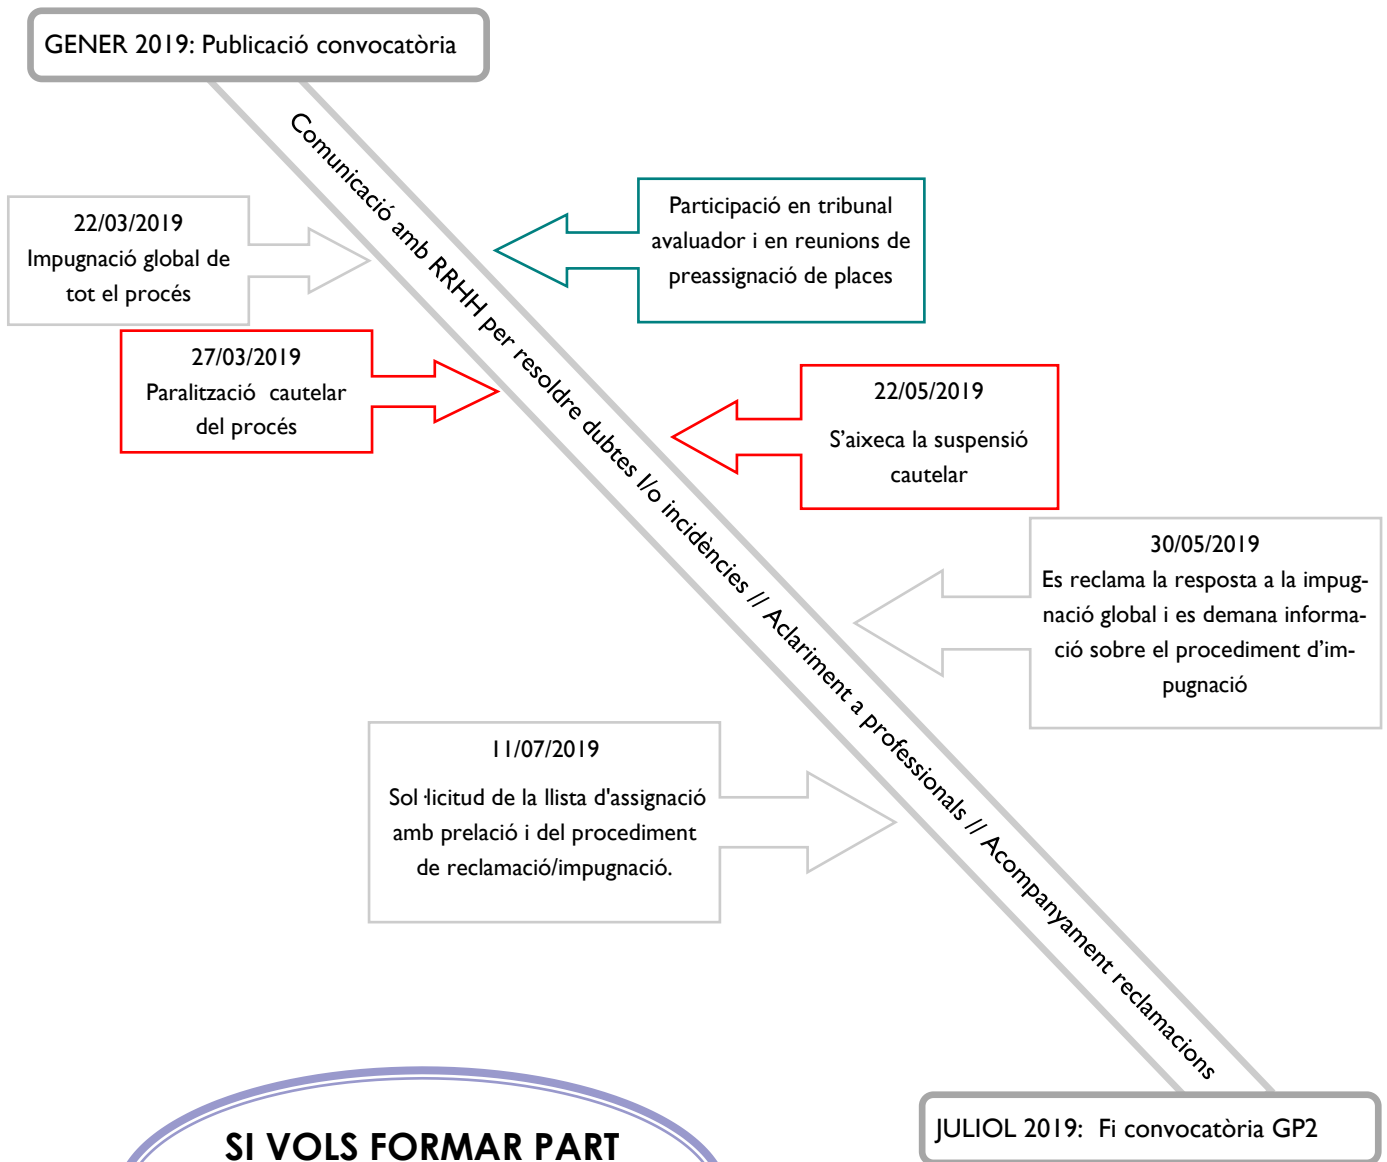 GENER 2019: Publicació convocatòria
Comunicació amb RRHH per resoldre dubtes I/o incidències // Aclariment a professionals // Acompanyament reclamacions
22/03/2019
Impugnació global de
tot el procés
Participació en tribunal
avaluador i en reunions de
preassignació de places
27/03/2019
Paralització cautelar
del procés
22/05/2019
S’aixeca la suspensió
cautelar
30/05/2019
Es reclama la resposta a la impug-
nació global i es demana informa-
ció sobre el procediment d’im-
pugnació
11/07/2019
Sol·licitud de la llista d'assignació
amb prelació i del procediment
de reclamació/impugnació.
JULIOL 2019: Fi convocatòria GP2
SI VOLS FORMAR PART